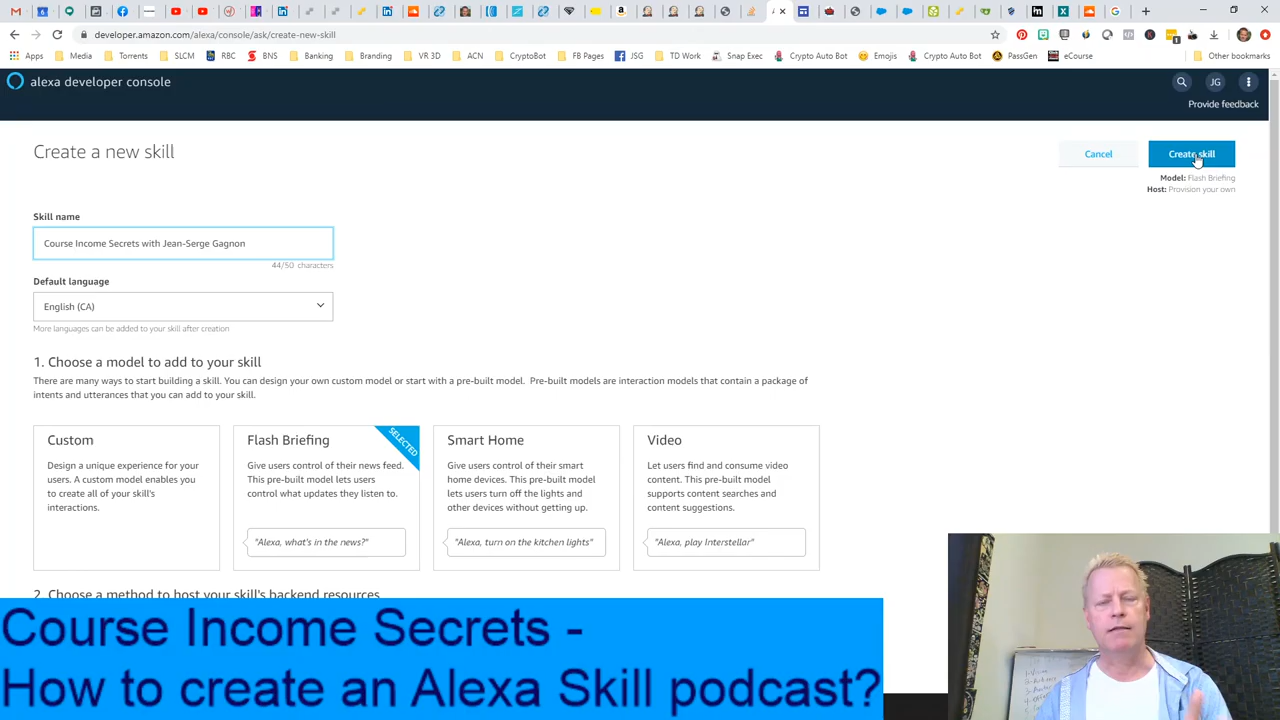 developer.amazon.com/alexa/console/ask/create-new-skill
Apps Media Torrents SLCM RBC BNS Banking Branding VR 3D ACN CryptoBot FB Pages JSG TD Work Snap Exec Crypto Auto Bot Emojis Crypto Auto Bot PassGen eCourse Other bookmarks
alexa developer console
JG
Provide feedback
Create a new skill
Cancel
Create skill
Model: Flash Briefing
Host: Provision your own
Skill name
Course Income Secrets with Jean-Serge Gagnon
44/50 characters
Default language
English (CA)
More languages can be added to your skill after creation
1. Choose a model to add to your skill
There are many ways to start building a skill. You can design your own custom model or start with a pre-built model. Pre-built models are interaction models that contain a package of
intents and utterances that you can add to your skill.
Custom
Design a unique experience for your
users. A custom model enables you
to create all of your skill's
interactions.
Flash Briefing
SELECTED
Give users control of their news feed.
This pre-built model lets users
control what updates they listen to.
"Alexa, what's in the news?"
Smart Home
Give users control of their smart
home devices. This pre-built model
lets users turn off the lights and
other devices without getting up.
"Alexa, turn on the kitchen lights"
Video
Let users find and consume video
content. This pre-built model
supports content searches and
content suggestions.
"Alexa, play Interstellar"
2. Choose a method to host your skill's backend resources
Course Income Secrets -
How to create an Alexa Skill podcast?